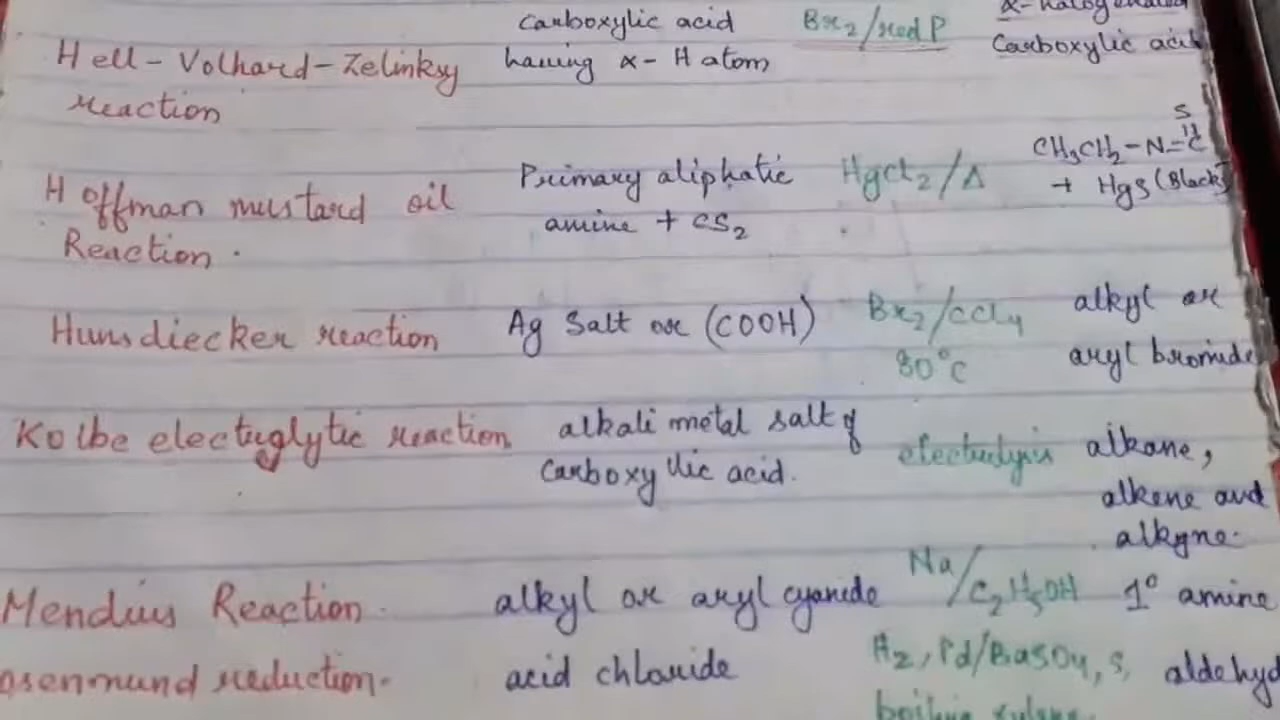 Carboxylic acid Br2/red P α-halogenated
Hell-Volhard-Zelinksy having α-H atom Carboxylic acid
reaction
S
Hoffman mustard oil Primary aliphatic HgCl2/Δ CH3CH2-N=C
Reaction. amine + CS2 + HgS (Black)
Hunsdiecker reaction Ag Salt or (COOH) Br2/CCl4 alkyl or
80°C aryl bromide
Kolbe electrolytic reaction alkali metal salt of electrolysis alkane,
Carboxylic acid. alkene and
alkyne.
Mendius Reaction. alkyl or aryl cyanide Na/C2H5OH 1° amine
osenmund reduction. acid chloride H2, Pd/BaSO4, S, aldehyd
boiling xylene.